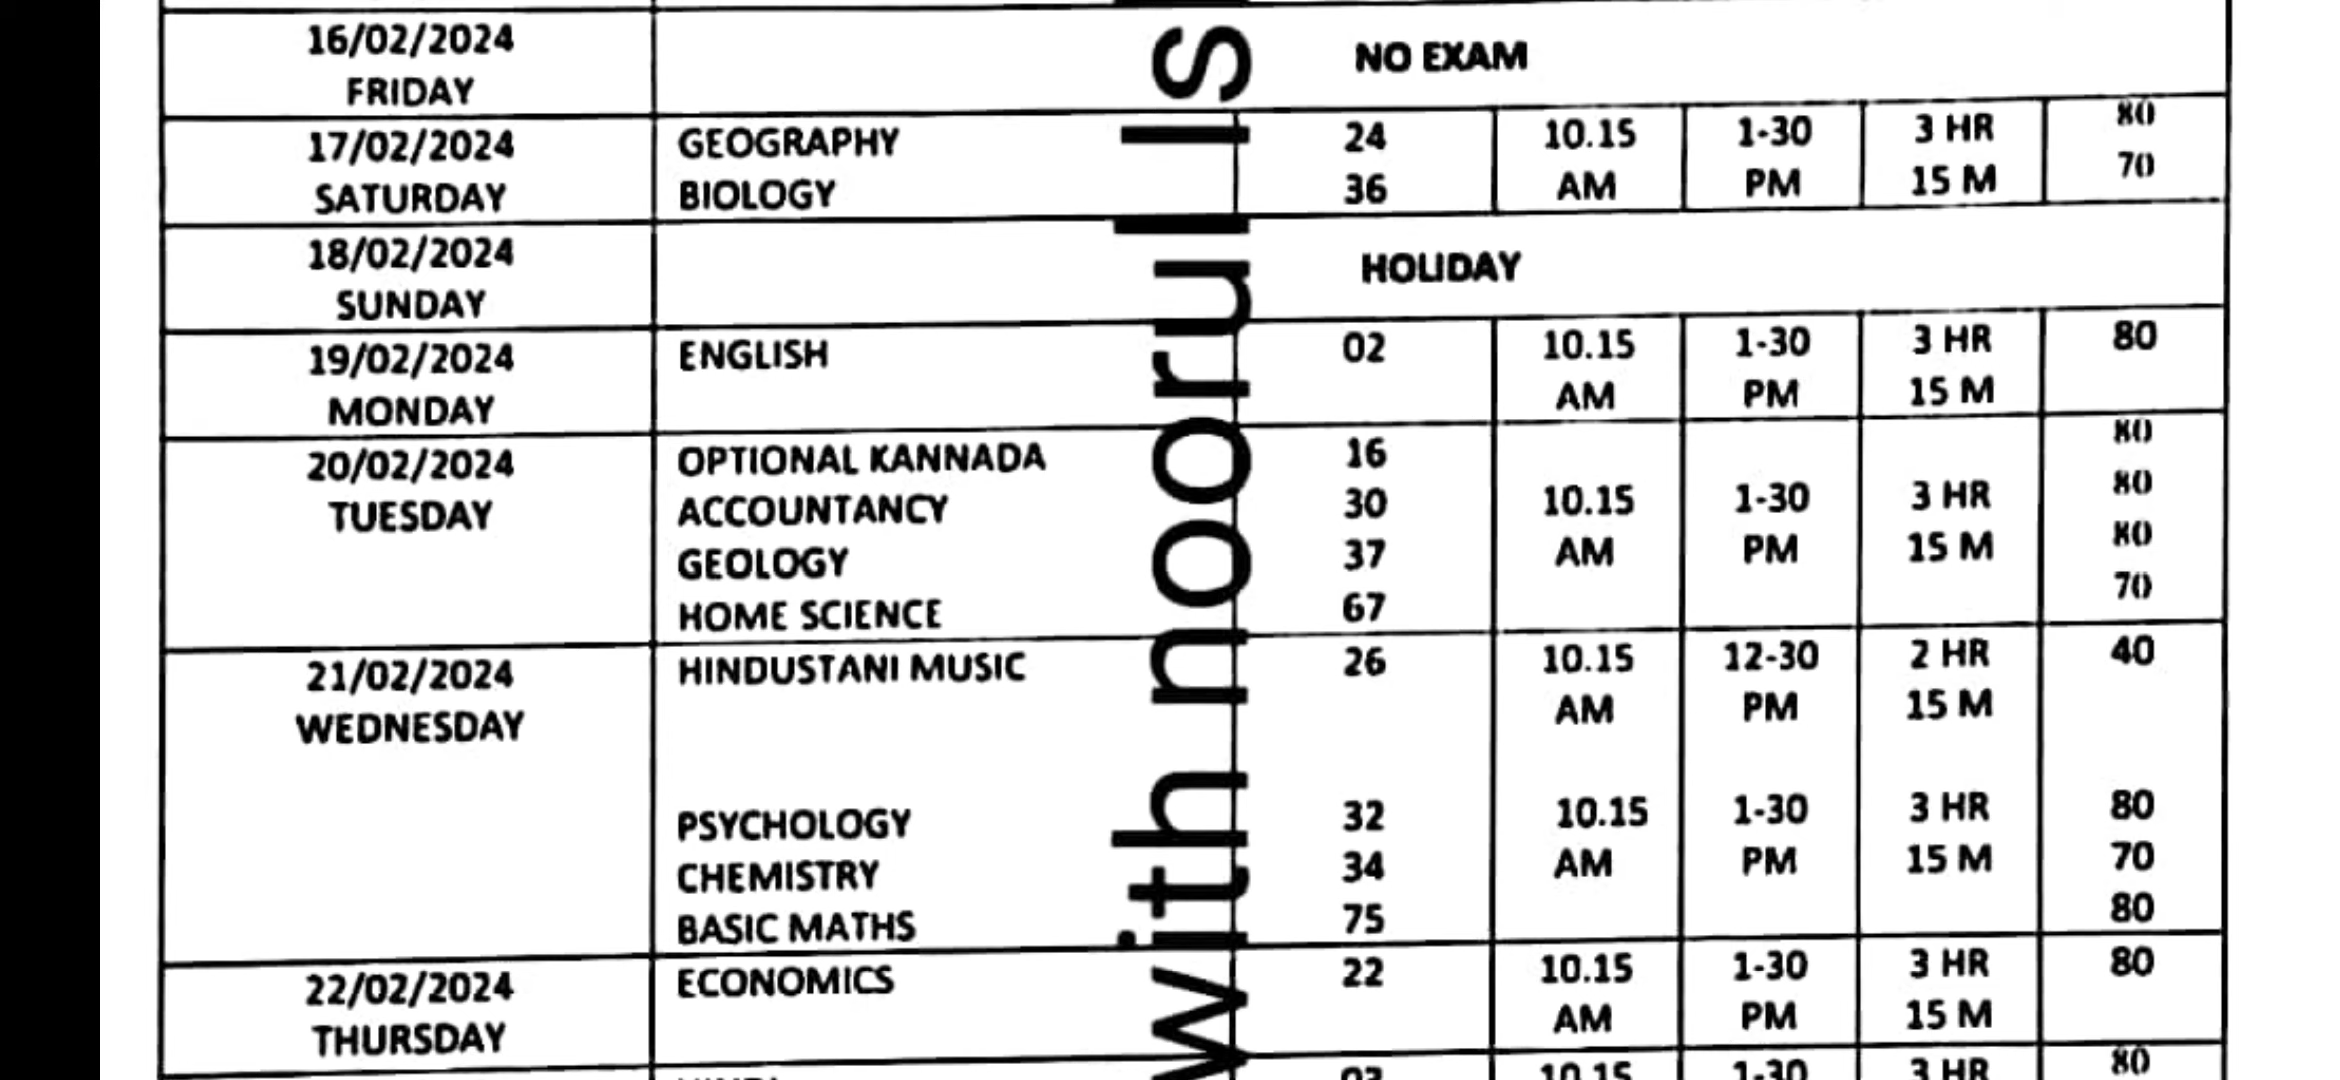 16/02/2024
FRIDAY
NO EXAM
17/02/2024 GEOGRAPHY 24 10.15 1-30 3 HR 80
SATURDAY BIOLOGY 36 AM PM 15 M 70
18/02/2024
SUNDAY
HOLIDAY
19/02/2024 ENGLISH 02 10.15 1-30 3 HR 80
MONDAY AM PM 15 M
20/02/2024 OPTIONAL KANNADA 16 80
TUESDAY ACCOUNTANCY 30 10.15 1-30 3 HR 80
GEOLOGY 37 AM PM 15 M 80
HOME SCIENCE 67 70
21/02/2024 HINDUSTANI MUSIC 26 10.15 12-30 2 HR 40
WEDNESDAY AM PM 15 M
PSYCHOLOGY 32 10.15 1-30 3 HR 80
CHEMISTRY 34 AM PM 15 M 70
BASIC MATHS 75 80
22/02/2024 ECONOMICS 22 10.15 1-30 3 HR 80
THURSDAY AM PM 15 M
HINDI 03 10.15 1-30 3 HR 80
with noorul S